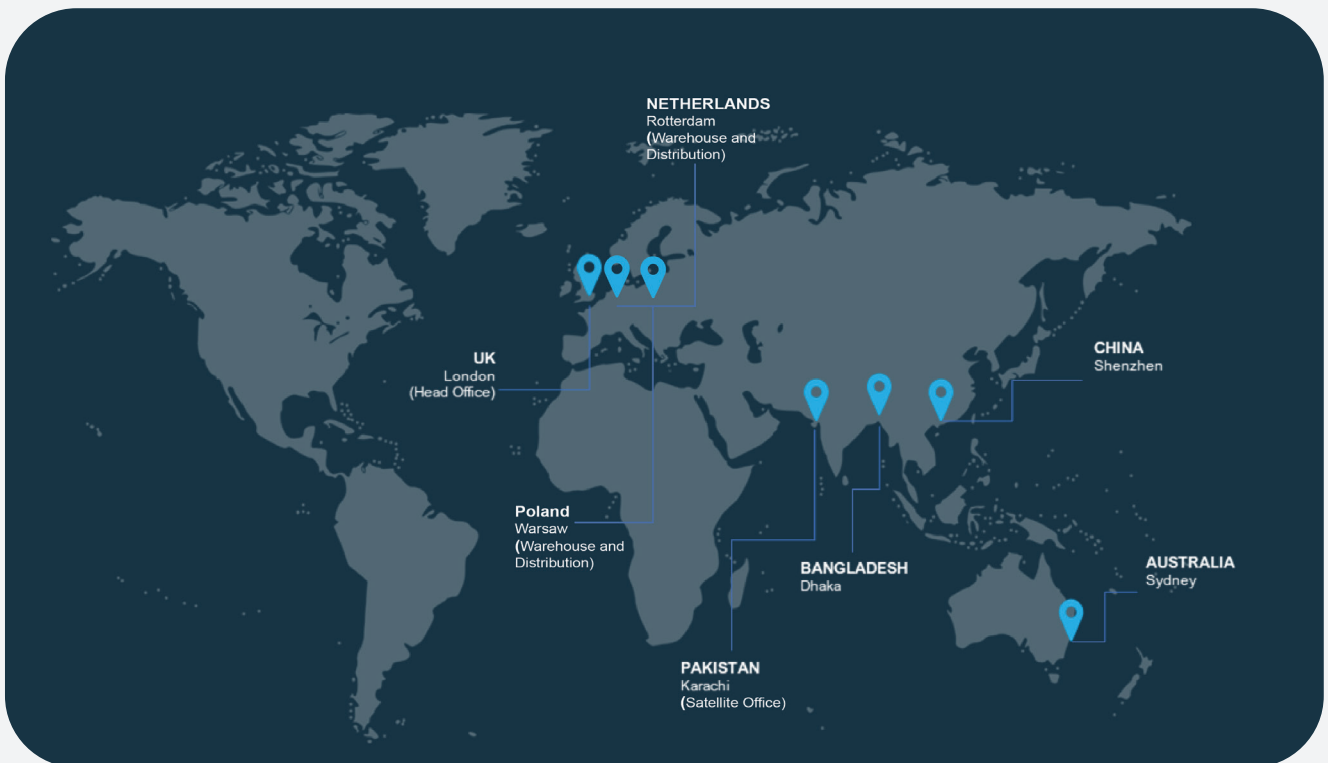 NETHERLANDS
Rotterdam
(Warehouse and
Distribution)
UK
London
(Head Office)
CHINA
Shenzhen
Poland
Warsaw
(Warehouse and
Distribution)
BANGLADESH
Dhaka
AUSTRALIA
Sydney
PAKISTAN
Karachi
(Satellite Office)